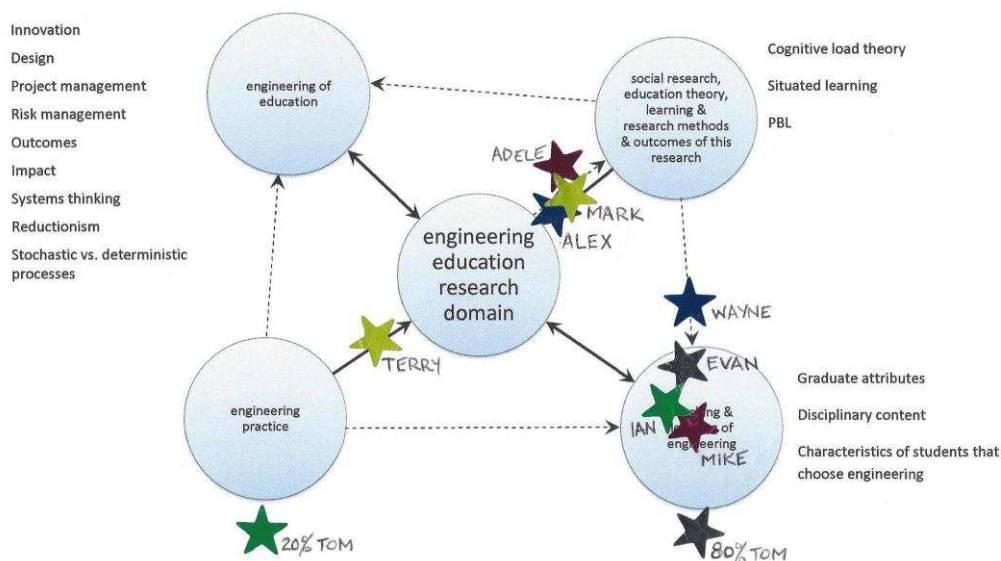 Innovation
Design
Project management
Risk management
Outcomes
Impact
Systems thinking
Reductionism
Stochastic vs. deterministic
processes
engineering of
education
social research,
education theory,
learning &
research methods
& outcomes of this
research
Cognitive load theory
Situated learning
PBL
ADELE
MARK
ALEX
engineering
education
research
domain
WAYNE
TERRY
EVAN
engineering
practice
IAN
&
of
engineering
MIKE
Graduate attributes
Disciplinary content
Characteristics of students that
choose engineering
20% TOM
80% TOM